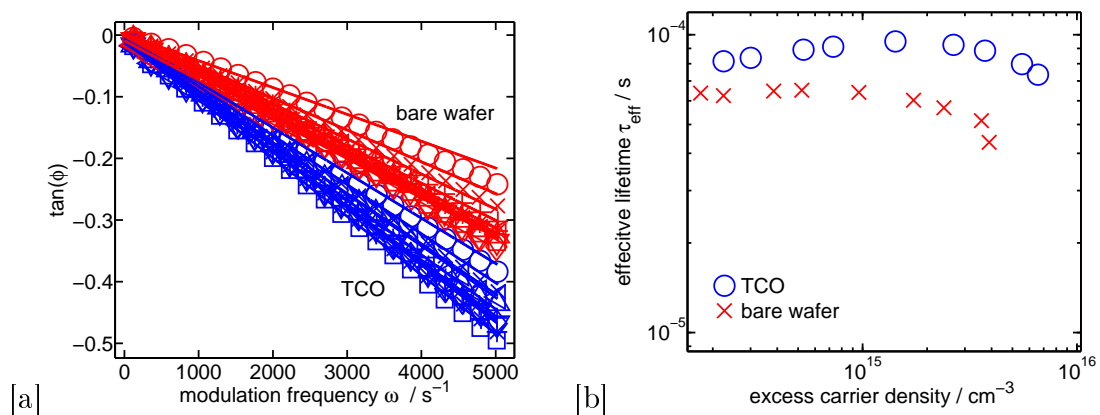 0
−0.1
−0.2
−0.3
−0.4
−0.5
tan(ϕ)
bare wafer
TCO
0 1000 2000 3000 4000 5000
modulation frequency ω / s⁻¹
[a]
10⁻⁴
10⁻⁵
effecitve lifetime τeff / s
TCO
bare wafer
10¹⁵ 10¹⁶
excess carrier density / cm⁻³
[b]